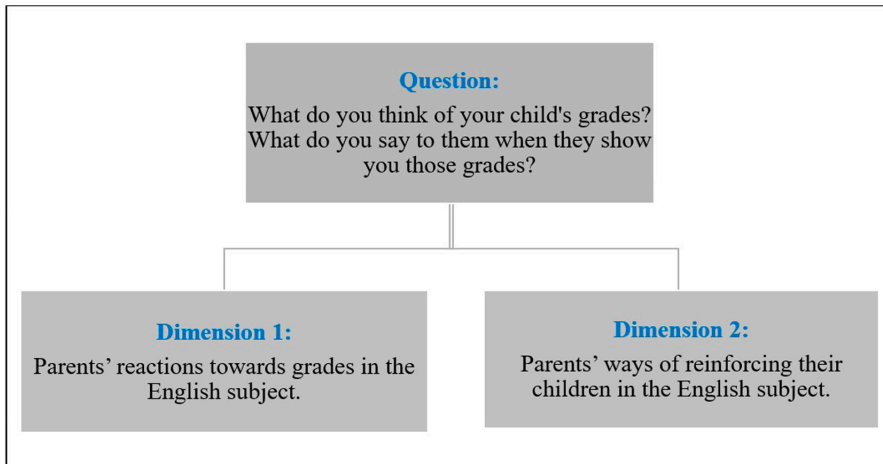 Question:
What do you think of your child's grades?
What do you say to them when they show
you those grades?
Dimension 1:
Parents’ reactions towards grades in the
English subject.
Dimension 2:
Parents’ ways of reinforcing their
children in the English subject.